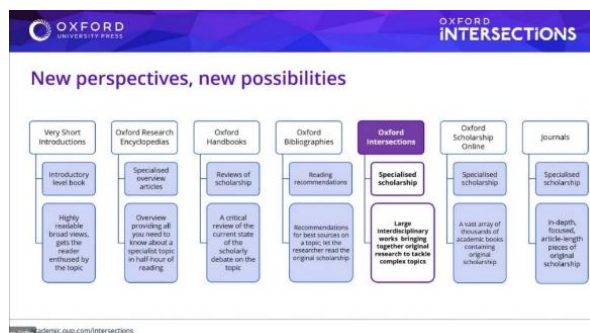 OXFORD
UNIVERSITY PRESS
OXFORD
INTERSECTIONS
New perspectives, new possibilities
Very Short
Introductions
Introductory
level book
Highly
readable
broad views,
gets the
reader
enthused by
the topic
Oxford Research
Encyclopedias
Specialised
overview
articles
Overview
providing all
you need to
know about a
specialist topic
in half-hour of
reading
Oxford
Handbooks
Reviews of
scholarship
A critical
review of the
current state
of the
scholarly
debate on the
topic
Oxford
Bibliographies
Reading
recommendations
Recommendations
for best sources on
a topic; let the
researcher read the
original scholarship
Oxford
Intersections
Specialised
scholarship
Large
interdisciplinary
works bringing
together original
research to tackle
complex topics
Oxford
Scholarship
Online
Specialised
scholarship
A vast array of
thousands of
academic books
containing
original
scholarship
Journals
Specialised
scholarship
in-depth,
focused,
article-length
pieces of
original
scholarship
ademic.oup.com/intersections